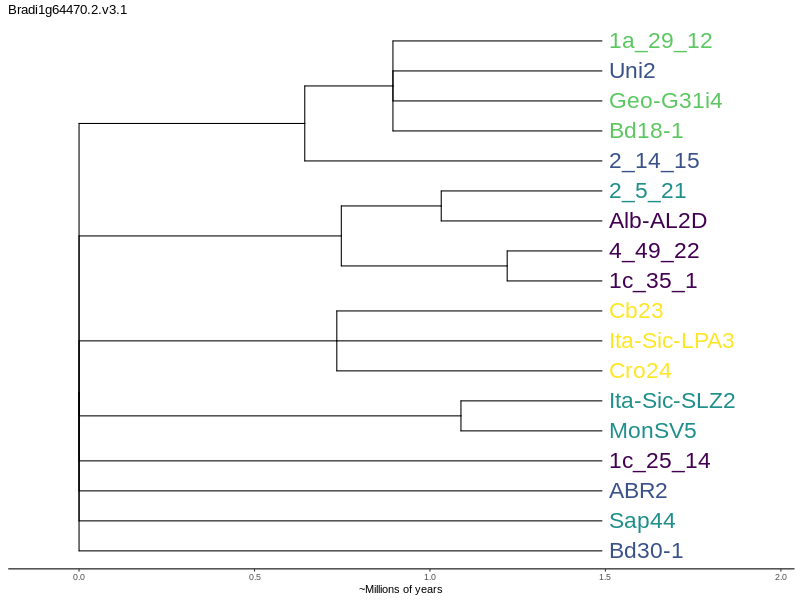 Bradi1g64470.2.v3.1
1a_29_12
Uni2
Geo-G31i4
Bd18-1
2_14_15
2_5_21
Alb-AL2D
4_49_22
1c_35_1
Cb23
Ita-Sic-LPA3
Cro24
Ita-Sic-SLZ2
MonSV5
1c_25_14
ABR2
Sap44
Bd30-1
0.0 0.5 1.0 1.5 2.0
~Millions of years